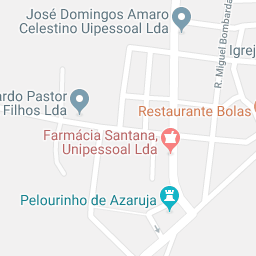 José Domingos Amaro
Celestino Uipessoal Lda
R. Miguel Bombarda
Igrej
ardo Pastor
Filhos Lda
Restaurante Bolas
Farmácia Santana,
Unipessoal Lda
Pelourinho de Azaruja